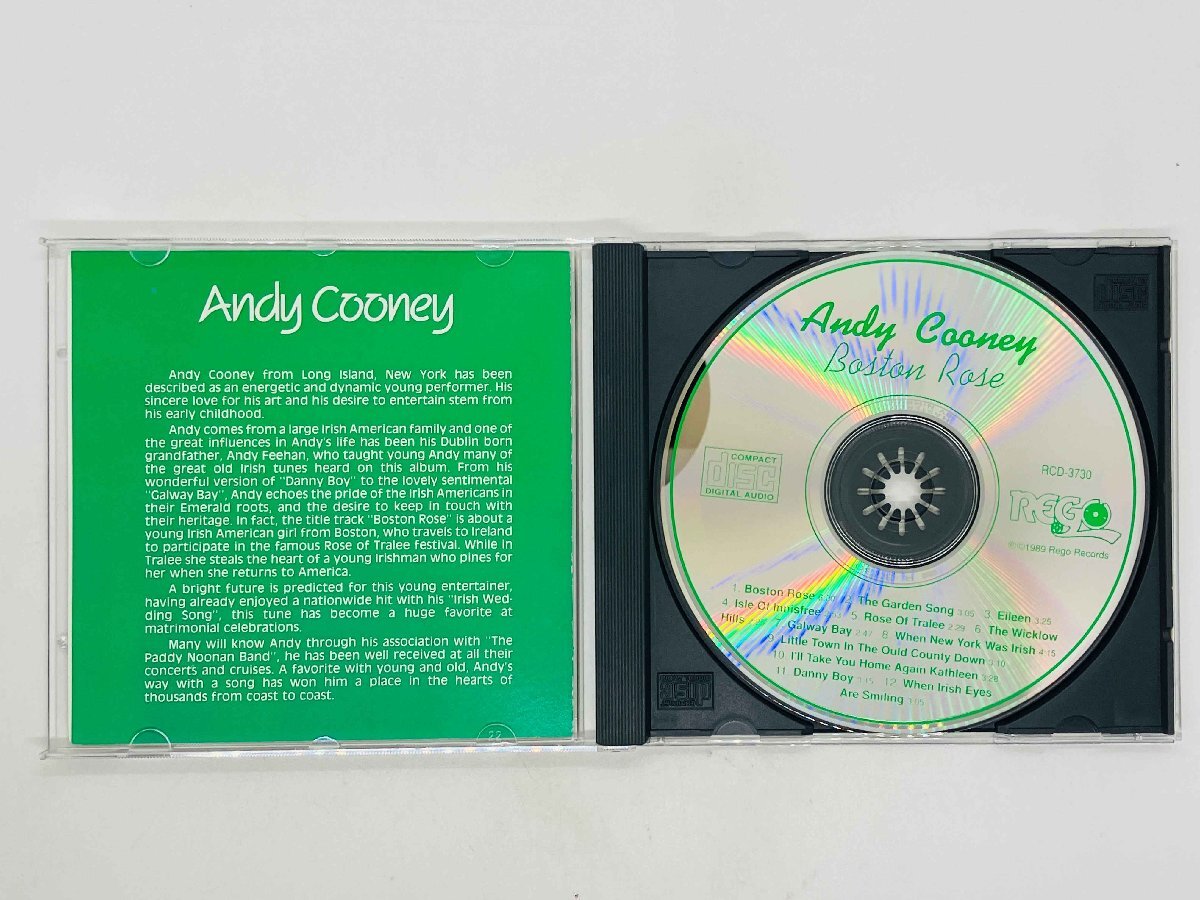 Andy Cooney
Andy Cooney from Long Island, New York has been
described as an energetic and dynamic young performer. His
sincere love for his art and his desire to entertain stem from
his early childhood.
Andy comes from a large Irish American family and one of
the great influences in Andy's life has been his Dublin born
grandfather, Andy Feehan, who taught young Andy many of
the great old Irish tunes heard on this album. From his
wonderful version of "Danny Boy" to the lovely sentimental
"Galway Bay", Andy echoes the pride of the Irish Americans in
their Emerald roots, and the desire to keep in touch with
their heritage. In fact, the title track "Boston Rose" is about a
young Irish American girl from Boston, who travels to Ireland
to participate in the famous Rose of Tralee festival. While in
Tralee she steals the heart of a young Irishman who pines for
her when she returns to America.
A bright future is predicted for this young entertainer,
having already enjoyed a nationwide hit with his "Irish Wed-
ding Song", this tune has become a huge favorite at
matrimonial celebrations.
Many will know Andy through his association with "The
Paddy Noonan Band", he has been well received at all their
concerts and cruises. A favorite with young and old, Andy's
way with a song has won him a place in the hearts of
thousands from coast to coast.
Andy Cooney
Boston Rose
COMPACT
disc
DIGITAL AUDIO
RCD-3730
REGO
℗©1989 Rego Records
1. Boston Rose The Garden Song 3:05 3. Eileen 3:25
4. Isle Of Innisfree 5. Rose Of Tralee 2:29 6. The Wicklow
Hills 7. Galway Bay 2:47 8. When New York Was Irish 4:15
9. Little Town In The Ould County Down 3:10
10. I'll Take You Home Again Kathleen 3:28
11. Danny Boy 12. When Irish Eyes
Are Smiling 1:05